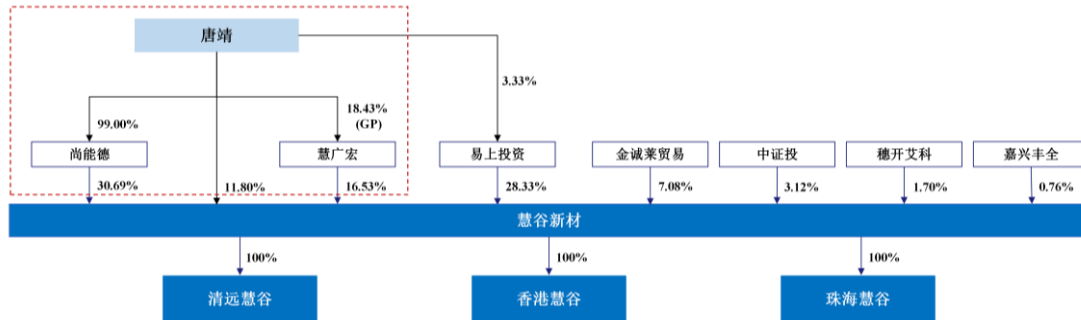 唐靖
3.33%
18.43%
(GP)
99.00%
尚能德
慧广宏
易上投资
金诚莱贸易
中证投
穗开艾科
嘉兴丰全
30.69%
11.80%
16.53%
28.33%
7.08%
3.12%
1.70%
0.76%
慧谷新材
100%
100%
100%
清远慧谷
香港慧谷
珠海慧谷